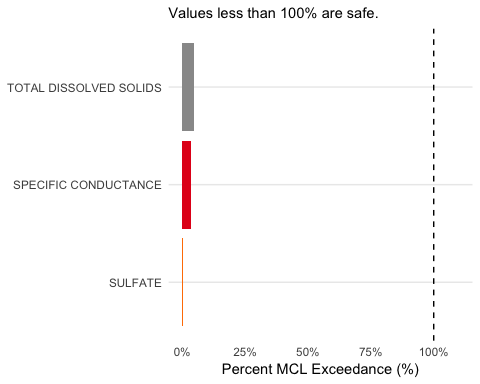 Values less than 100% are safe.
TOTAL DISSOLVED SOLIDS
SPECIFIC CONDUCTANCE
SULFATE
0% 25% 50% 75% 100%
Percent MCL Exceedance (%)